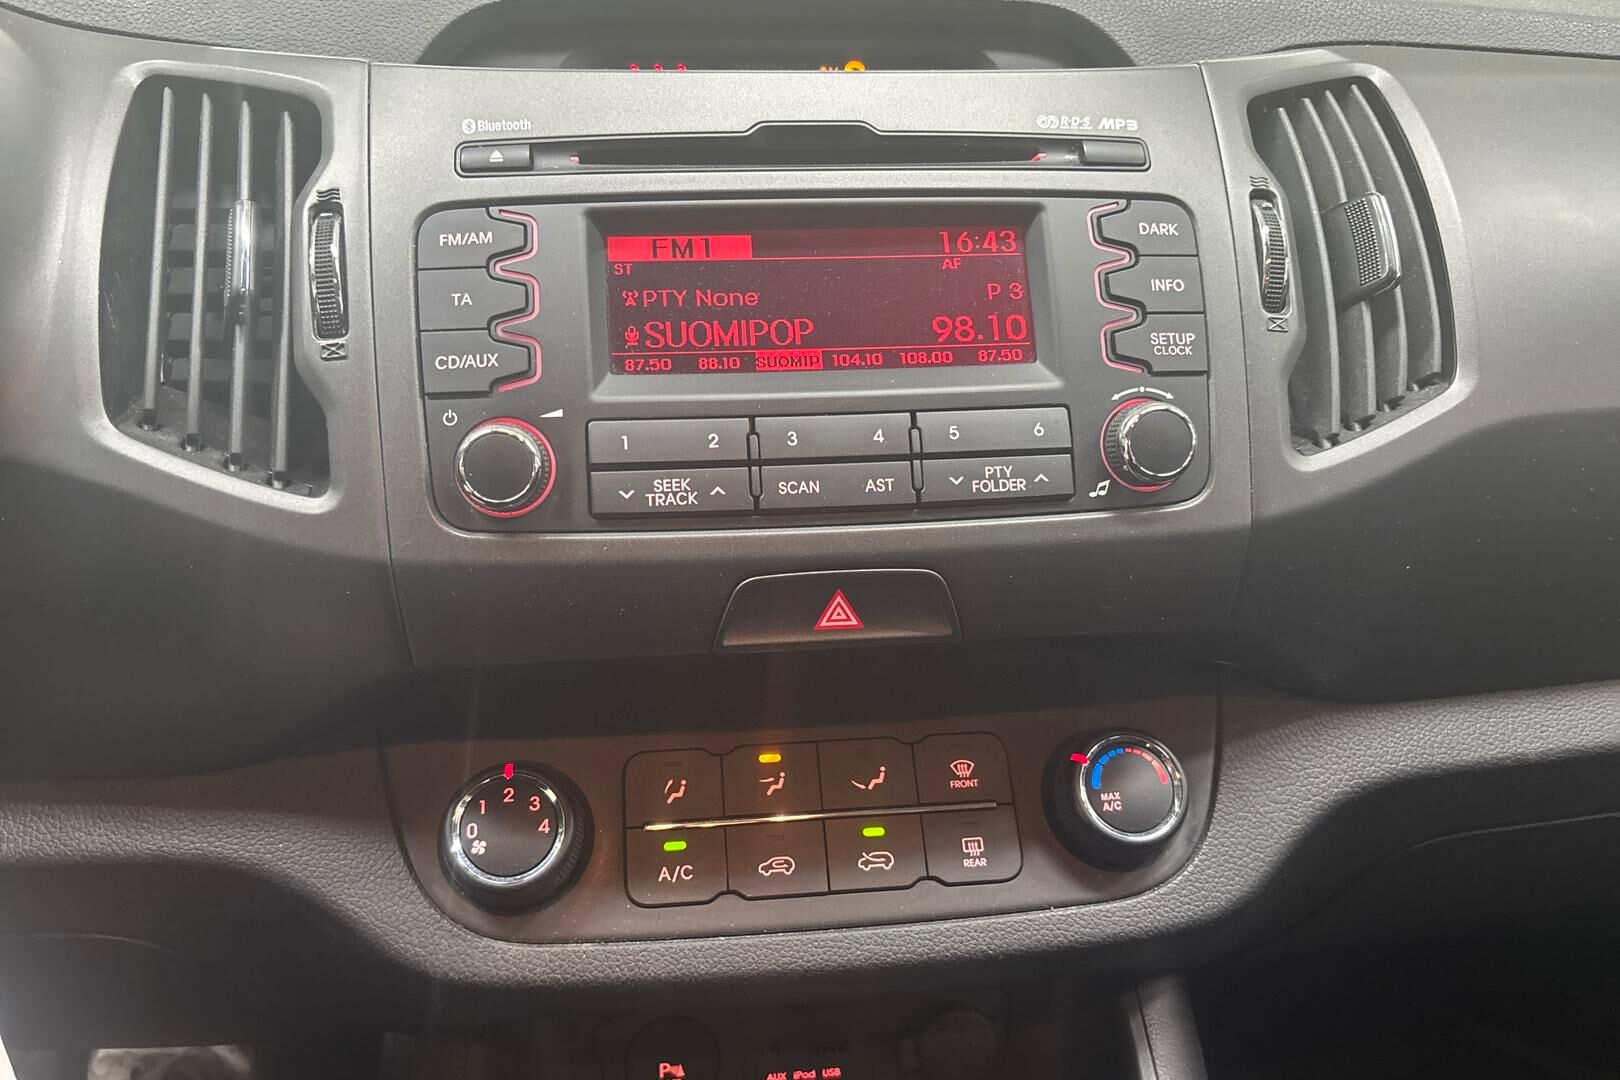 Bluetooth
R·D·S MP3
FM/AM
TA
CD/AUX
FM1 16:43
ST AF
PTY None P 3
SUOMIPOP 98.10
87.50 88.10 SUOMIP 104.10 108.00 87.50
DARK
INFO
SETUP
CLOCK
1 2 3 4 5 6
SEEK
TRACK
SCAN AST
PTY
FOLDER
0 1 2 3 4
FRONT
A/C
REAR
MAX
A/C
P
AUX iPod USB